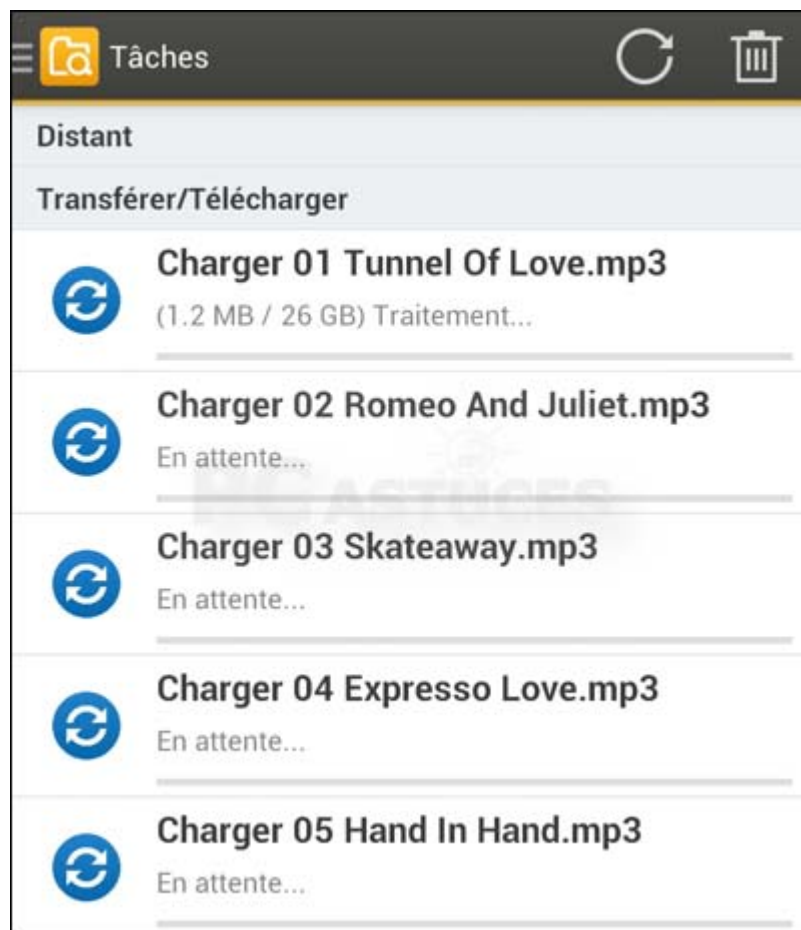 Tâches
Distant
Transférer/Télécharger
Charger 01 Tunnel Of Love.mp3
(1.2 MB / 26 GB) Traitement...
Charger 02 Romeo And Juliet.mp3
En attente...
PC ASTUCES
Charger 03 Skateaway.mp3
En attente...
Charger 04 Expresso Love.mp3
En attente...
Charger 05 Hand In Hand.mp3
En attente...